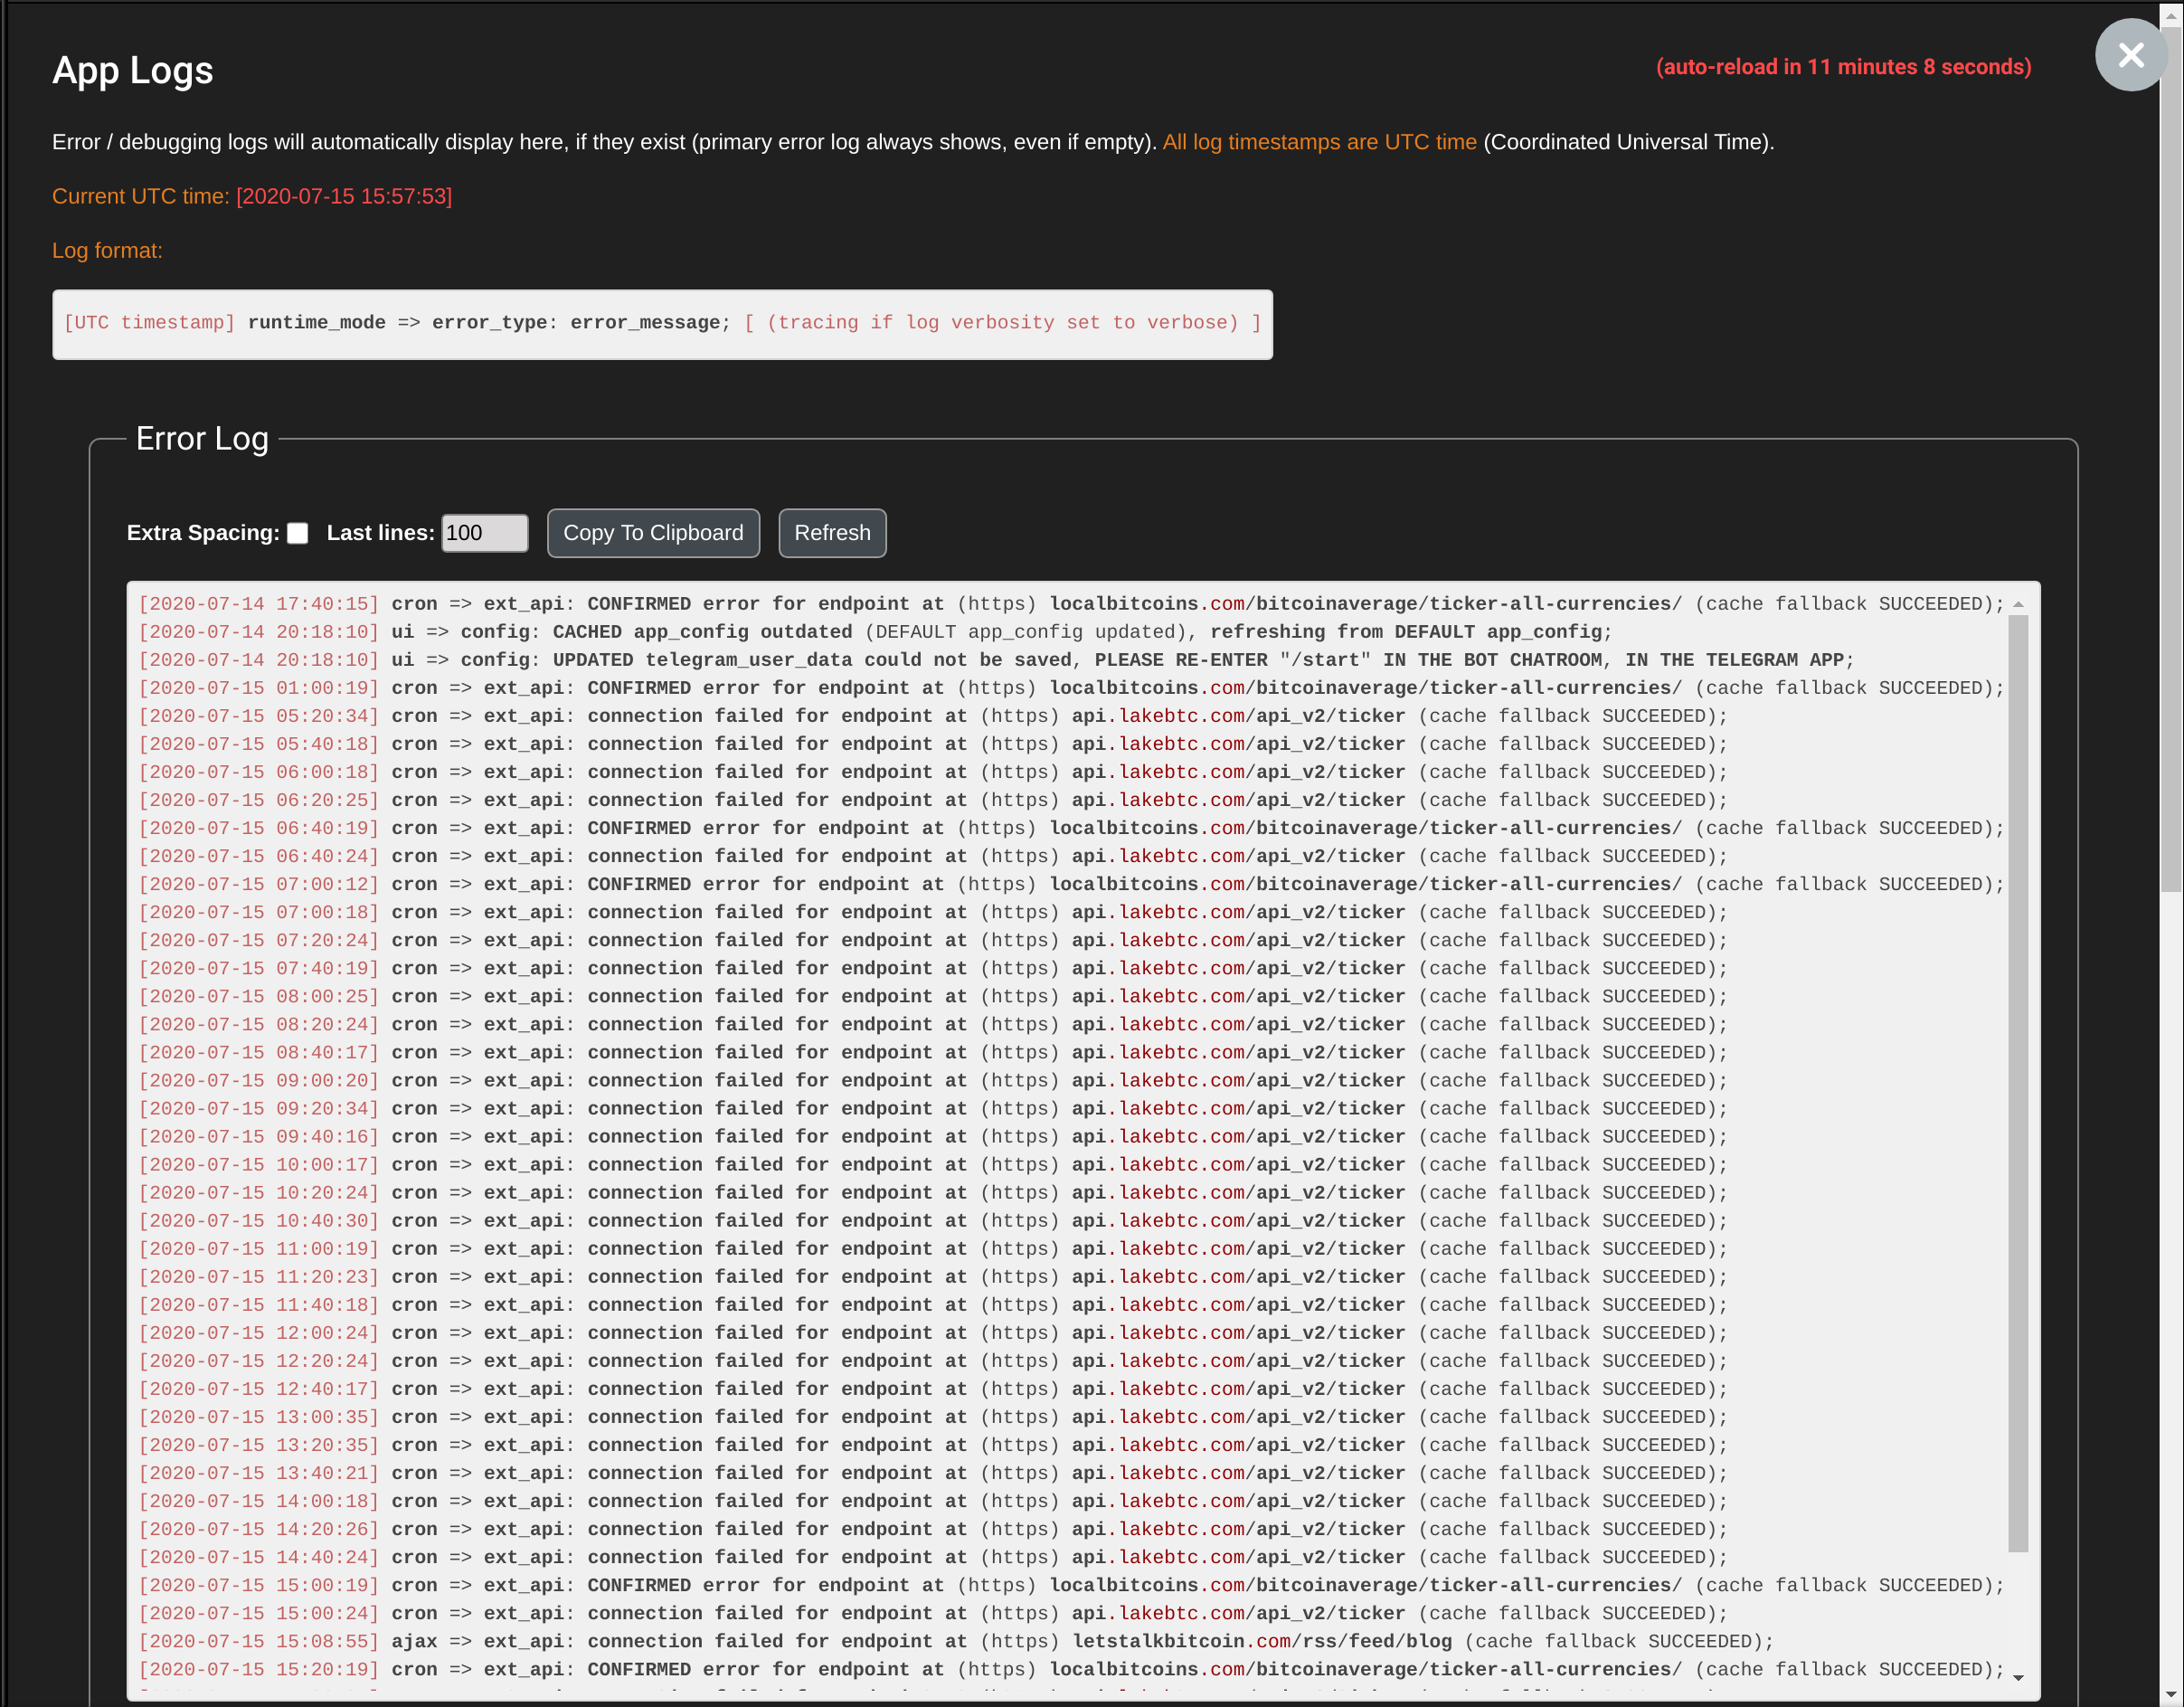 App Logs
(auto-reload in 11 minutes 8 seconds)
Error / debugging logs will automatically display here, if they exist (primary error log always shows, even if empty). All log timestamps are UTC time (Coordinated Universal Time).
Current UTC time: [2020-07-15 15:57:53]
Log format:
[UTC timestamp] runtime_mode => error_type: error_message; [ (tracing if log verbosity set to verbose) ]
Error Log
Extra Spacing: Last lines: 100 Copy To Clipboard Refresh
[2020-07-14 17:40:15] cron => ext_api: CONFIRMED error for endpoint at (https) localbitcoins.com/bitcoinaverage/ticker-all-currencies/ (cache fallback SUCCEEDED);
[2020-07-14 20:18:10] ui => config: CACHED app_config outdated (DEFAULT app_config updated), refreshing from DEFAULT app_config;
[2020-07-14 20:18:10] ui => config: UPDATED telegram_user_data could not be saved, PLEASE RE-ENTER "/start" IN THE BOT CHATROOM, IN THE TELEGRAM APP;
[2020-07-15 01:00:19] cron => ext_api: CONFIRMED error for endpoint at (https) localbitcoins.com/bitcoinaverage/ticker-all-currencies/ (cache fallback SUCCEEDED);
[2020-07-15 05:20:34] cron => ext_api: connection failed for endpoint at (https) api.lakebtc.com/api_v2/ticker (cache fallback SUCCEEDED);
[2020-07-15 05:40:18] cron => ext_api: connection failed for endpoint at (https) api.lakebtc.com/api_v2/ticker (cache fallback SUCCEEDED);
[2020-07-15 06:00:18] cron => ext_api: connection failed for endpoint at (https) api.lakebtc.com/api_v2/ticker (cache fallback SUCCEEDED);
[2020-07-15 06:20:25] cron => ext_api: connection failed for endpoint at (https) api.lakebtc.com/api_v2/ticker (cache fallback SUCCEEDED);
[2020-07-15 06:40:19] cron => ext_api: CONFIRMED error for endpoint at (https) localbitcoins.com/bitcoinaverage/ticker-all-currencies/ (cache fallback SUCCEEDED);
[2020-07-15 06:40:24] cron => ext_api: connection failed for endpoint at (https) api.lakebtc.com/api_v2/ticker (cache fallback SUCCEEDED);
[2020-07-15 07:00:12] cron => ext_api: CONFIRMED error for endpoint at (https) localbitcoins.com/bitcoinaverage/ticker-all-currencies/ (cache fallback SUCCEEDED);
[2020-07-15 07:00:18] cron => ext_api: connection failed for endpoint at (https) api.lakebtc.com/api_v2/ticker (cache fallback SUCCEEDED);
[2020-07-15 07:20:24] cron => ext_api: connection failed for endpoint at (https) api.lakebtc.com/api_v2/ticker (cache fallback SUCCEEDED);
[2020-07-15 07:40:19] cron => ext_api: connection failed for endpoint at (https) api.lakebtc.com/api_v2/ticker (cache fallback SUCCEEDED);
[2020-07-15 08:00:25] cron => ext_api: connection failed for endpoint at (https) api.lakebtc.com/api_v2/ticker (cache fallback SUCCEEDED);
[2020-07-15 08:20:24] cron => ext_api: connection failed for endpoint at (https) api.lakebtc.com/api_v2/ticker (cache fallback SUCCEEDED);
[2020-07-15 08:40:17] cron => ext_api: connection failed for endpoint at (https) api.lakebtc.com/api_v2/ticker (cache fallback SUCCEEDED);
[2020-07-15 09:00:20] cron => ext_api: connection failed for endpoint at (https) api.lakebtc.com/api_v2/ticker (cache fallback SUCCEEDED);
[2020-07-15 09:20:34] cron => ext_api: connection failed for endpoint at (https) api.lakebtc.com/api_v2/ticker (cache fallback SUCCEEDED);
[2020-07-15 09:40:16] cron => ext_api: connection failed for endpoint at (https) api.lakebtc.com/api_v2/ticker (cache fallback SUCCEEDED);
[2020-07-15 10:00:17] cron => ext_api: connection failed for endpoint at (https) api.lakebtc.com/api_v2/ticker (cache fallback SUCCEEDED);
[2020-07-15 10:20:24] cron => ext_api: connection failed for endpoint at (https) api.lakebtc.com/api_v2/ticker (cache fallback SUCCEEDED);
[2020-07-15 10:40:30] cron => ext_api: connection failed for endpoint at (https) api.lakebtc.com/api_v2/ticker (cache fallback SUCCEEDED);
[2020-07-15 11:00:19] cron => ext_api: connection failed for endpoint at (https) api.lakebtc.com/api_v2/ticker (cache fallback SUCCEEDED);
[2020-07-15 11:20:23] cron => ext_api: connection failed for endpoint at (https) api.lakebtc.com/api_v2/ticker (cache fallback SUCCEEDED);
[2020-07-15 11:40:18] cron => ext_api: connection failed for endpoint at (https) api.lakebtc.com/api_v2/ticker (cache fallback SUCCEEDED);
[2020-07-15 12:00:24] cron => ext_api: connection failed for endpoint at (https) api.lakebtc.com/api_v2/ticker (cache fallback SUCCEEDED);
[2020-07-15 12:20:24] cron => ext_api: connection failed for endpoint at (https) api.lakebtc.com/api_v2/ticker (cache fallback SUCCEEDED);
[2020-07-15 12:40:17] cron => ext_api: connection failed for endpoint at (https) api.lakebtc.com/api_v2/ticker (cache fallback SUCCEEDED);
[2020-07-15 13:00:35] cron => ext_api: connection failed for endpoint at (https) api.lakebtc.com/api_v2/ticker (cache fallback SUCCEEDED);
[2020-07-15 13:20:35] cron => ext_api: connection failed for endpoint at (https) api.lakebtc.com/api_v2/ticker (cache fallback SUCCEEDED);
[2020-07-15 13:40:21] cron => ext_api: connection failed for endpoint at (https) api.lakebtc.com/api_v2/ticker (cache fallback SUCCEEDED);
[2020-07-15 14:00:18] cron => ext_api: connection failed for endpoint at (https) api.lakebtc.com/api_v2/ticker (cache fallback SUCCEEDED);
[2020-07-15 14:20:26] cron => ext_api: connection failed for endpoint at (https) api.lakebtc.com/api_v2/ticker (cache fallback SUCCEEDED);
[2020-07-15 14:40:24] cron => ext_api: connection failed for endpoint at (https) api.lakebtc.com/api_v2/ticker (cache fallback SUCCEEDED);
[2020-07-15 15:00:19] cron => ext_api: CONFIRMED error for endpoint at (https) localbitcoins.com/bitcoinaverage/ticker-all-currencies/ (cache fallback SUCCEEDED);
[2020-07-15 15:00:24] cron => ext_api: connection failed for endpoint at (https) api.lakebtc.com/api_v2/ticker (cache fallback SUCCEEDED);
[2020-07-15 15:08:55] ajax => ext_api: connection failed for endpoint at (https) letstalkbitcoin.com/rss/feed/blog (cache fallback SUCCEEDED);
[2020-07-15 15:20:19] cron => ext_api: CONFIRMED error for endpoint at (https) localbitcoins.com/bitcoinaverage/ticker-all-currencies/ (cache fallback SUCCEEDED);